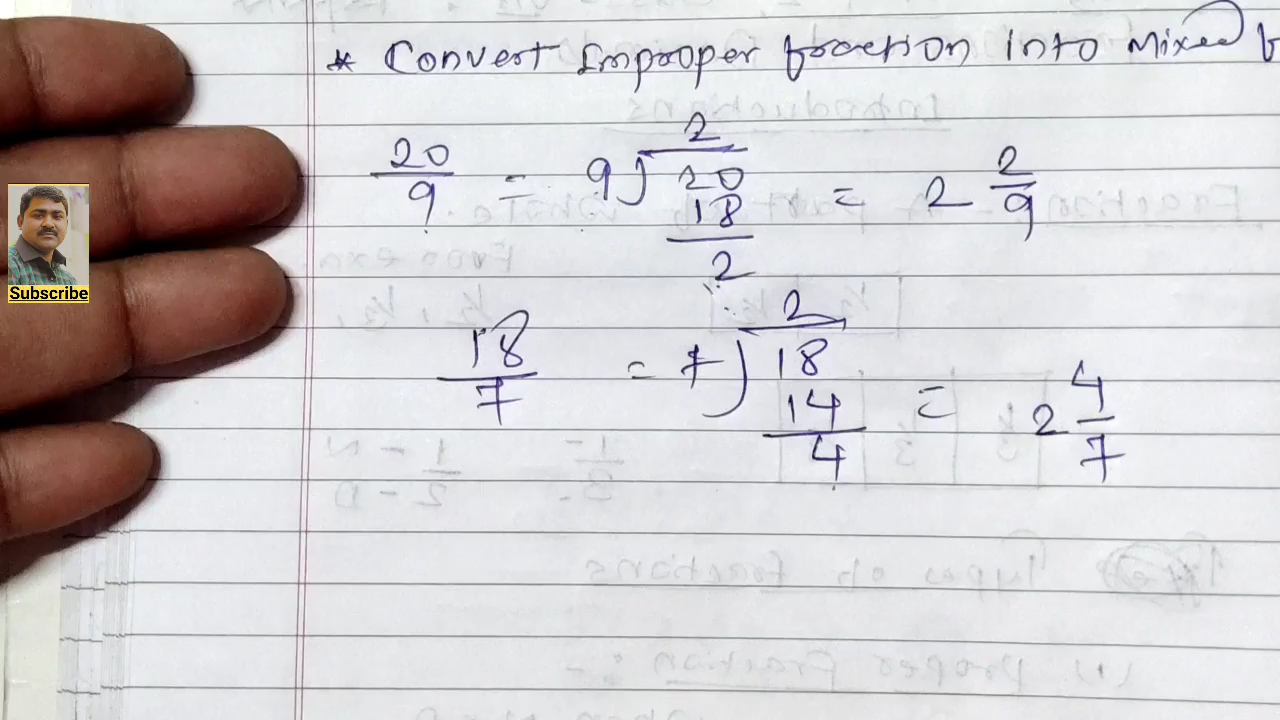 * Convert Improper fraction into Mixed f
20/9 = 9)20 = 2 2/9
2
18
2
18/7 = 7)18 = 2 4/7
2
14
4
Subscribe